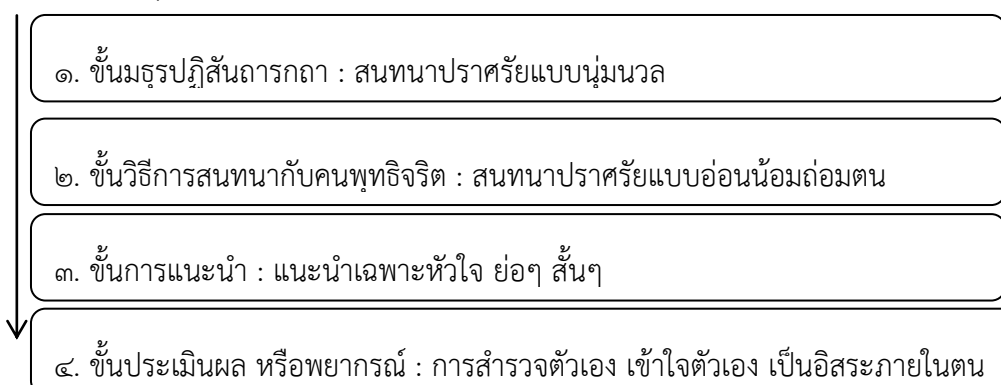 ๑. ขั้นมธุรปฏิสันถารกถา : สนทนาปราศรัยแบบนุ่มนวล
๒. ขั้นวิธีการสนทนากับคนพุทธิจริต : สนทนาปราศรัยแบบอ่อนน้อมถ่อมตน
๓. ขั้นการแนะนำ : แนะนำเฉพาะหัวใจ ย่อๆ สั้นๆ
๔. ขั้นประเมินผล หรือพยากรณ์ : การสำรวจตัวเอง เข้าใจตัวเอง เป็นอิสระภายในตน